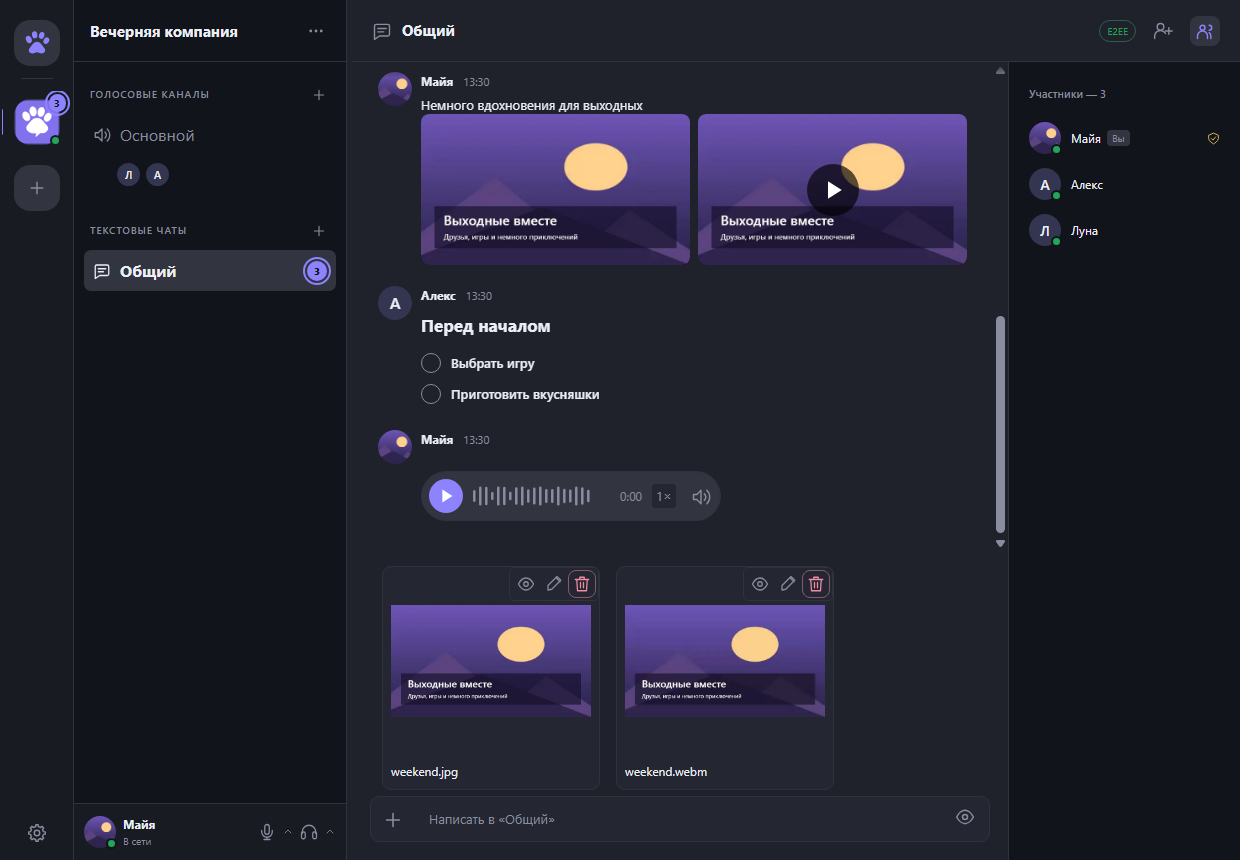 3
Вечерняя компания
ГОЛОСОВЫЕ КАНАЛЫ
Основной
Л
А
ТЕКСТОВЫЕ ЧАТЫ
Общий
3
Майя
В сети
Общий
E2EE
Майя 13:30
Немного вдохновения для выходных
Выходные вместе
Друзья, игры и немного приключений
Выходные вместе
Друзья, игры и немного приключений
А
Алекс 13:30
Перед началом
Выбрать игру
Приготовить вкусняшки
Майя 13:30
0:00 1×
Выходные вместе
Друзья, игры и немного приключений
weekend.jpg
Выходные вместе
Друзья, игры и немного приключений
weekend.webm
Написать в «Общий»
Участники — 3
Майя Вы
А Алекс
Л Луна